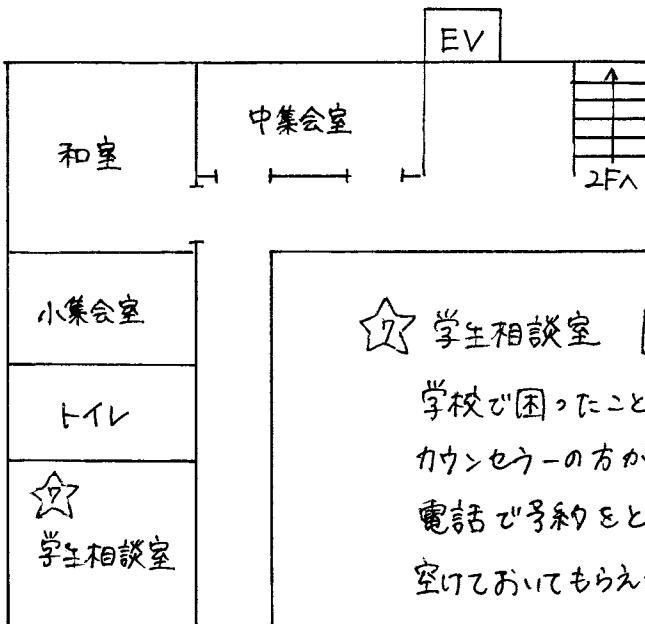 EV
中集会室
和室
2Fへ
小集会室
7 学生相談室
学校で困ったこと
カウンセラーの方が
電話で予約をと
空けておいてもらえ
トイレ
7
学生相談室